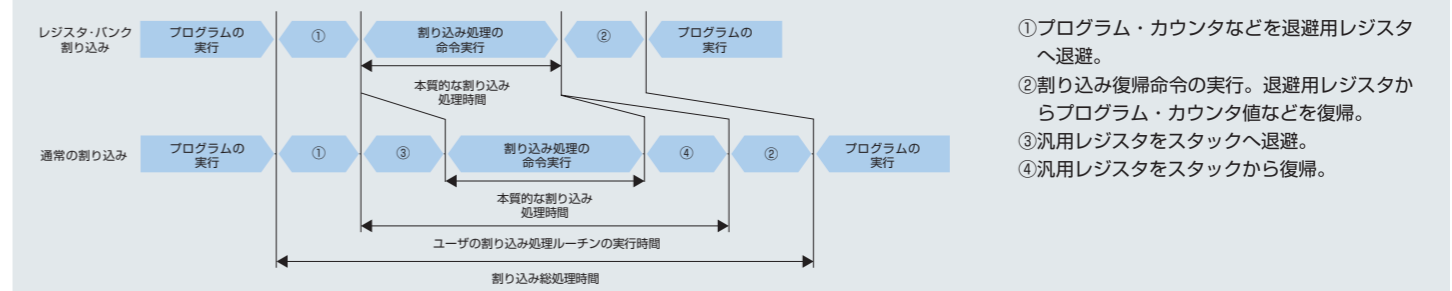 レジスタ・バンク
割り込み
プログラムの
実行
①
割り込み処理の
命令実行
②
プログラムの
実行
本質的な割り込み
処理時間
通常の割り込み
プログラムの
実行
①
③
割り込み処理の
命令実行
④
②
プログラムの
実行
本質的な割り込み
処理時間
ユーザの割り込み処理ルーチンの実行時間
割り込み総処理時間
①プログラム・カウンタなどを退避用レジスタ
へ退避。
②割り込み復帰命令の実行。退避用レジスタか
らプログラム・カウンタ値などを復帰。
③汎用レジスタをスタックへ退避。
④汎用レジスタをスタックから復帰。